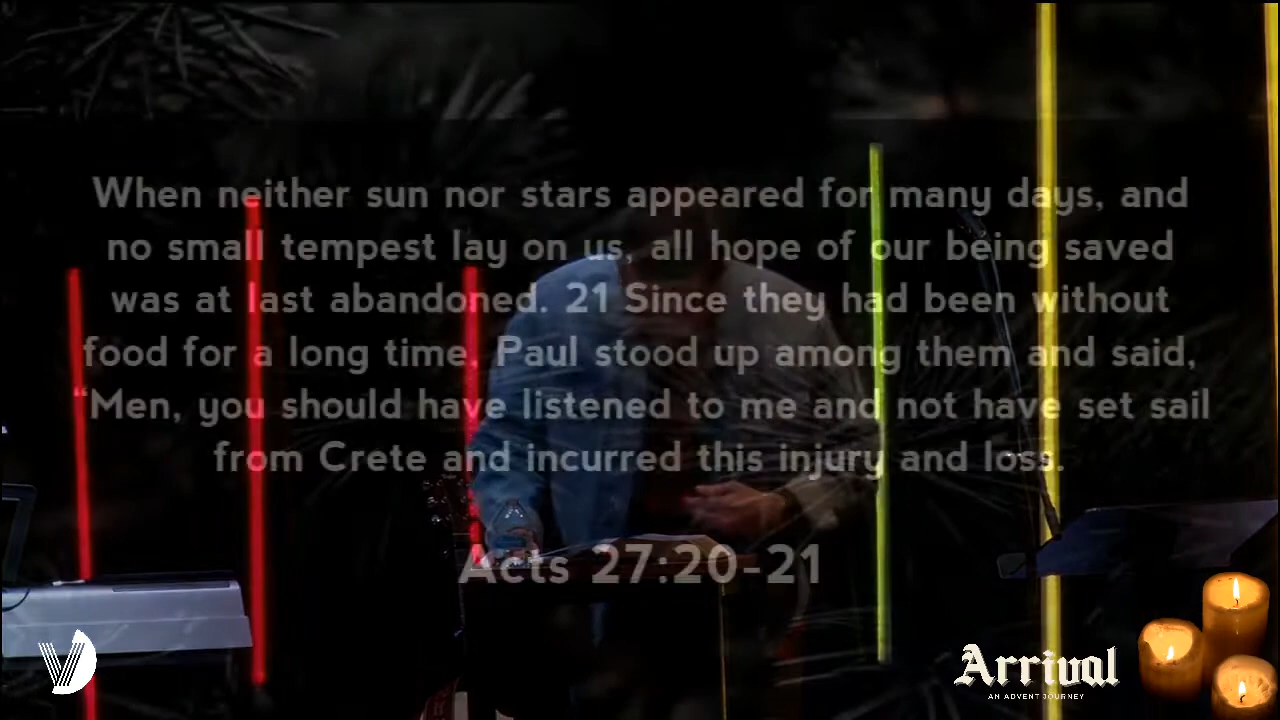 When neither sun nor stars appeared for many days, and
no small tempest lay on us, all hope of our being saved
was at last abandoned. 21 Since they had been without
food for a long time, Paul stood up among them and said,
“Men, you should have listened to me and not have set sail
from Crete and incurred this injury and loss.
Acts 27:20-21
Arrival
AN ADVENT JOURNEY